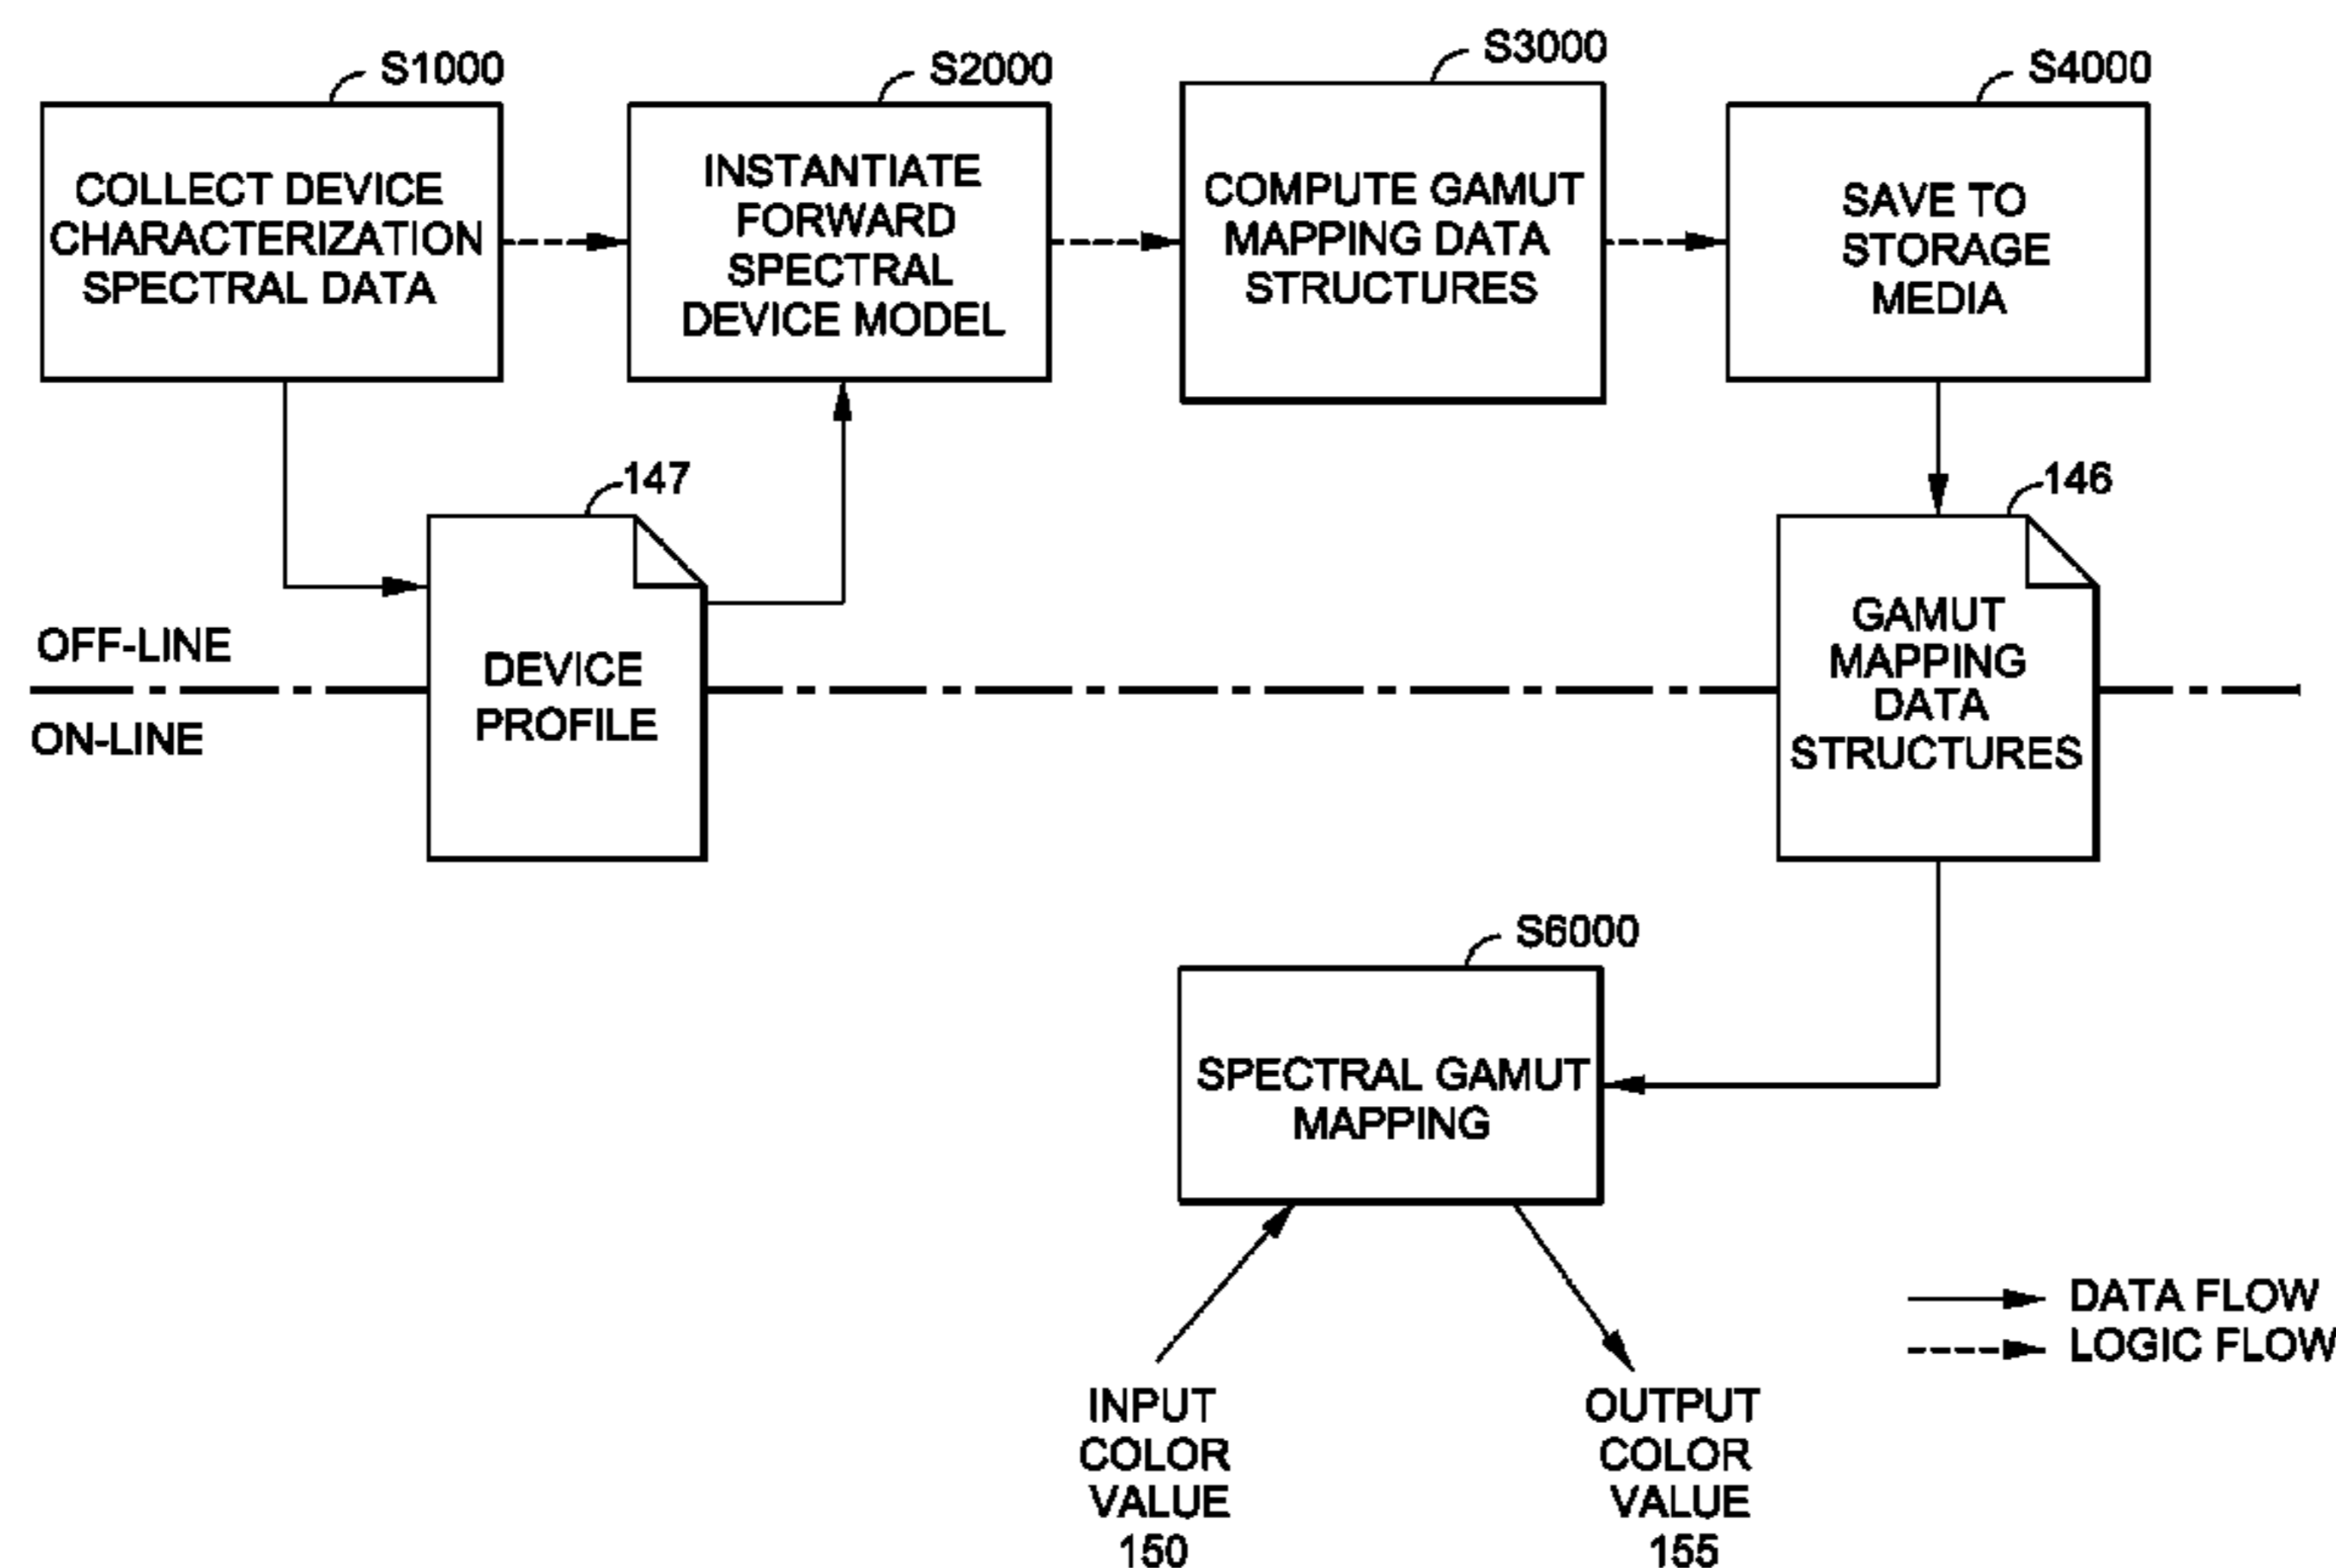 S1000
COLLECT DEVICE
CHARACTERIZATION
SPECTRAL DATA
S2000
INSTANTIATE
FORWARD
SPECTRAL
DEVICE MODEL
S3000
COMPUTE GAMUT
MAPPING DATA
STRUCTURES
S4000
SAVE TO
STORAGE
MEDIA
147
DEVICE
PROFILE
146
GAMUT
MAPPING
DATA
STRUCTURES
OFF-LINE
ON-LINE
S6000
SPECTRAL GAMUT
MAPPING
INPUT
COLOR
VALUE
150
OUTPUT
COLOR
VALUE
155
DATA FLOW
LOGIC FLOW